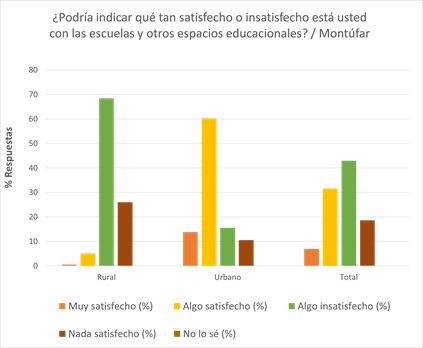 ¿Podría indicar qué tan satisfecho o insatisfecho está usted
con las escuelas y otros espacios educacionales? / Montúfar
% Respuestas
80
70
60
50
40
30
20
10
0
Rural Urbano Total
Muy satisfecho (%) Algo satisfecho (%) Algo insatisfecho (%)
Nada satisfecho (%) No lo sé (%)